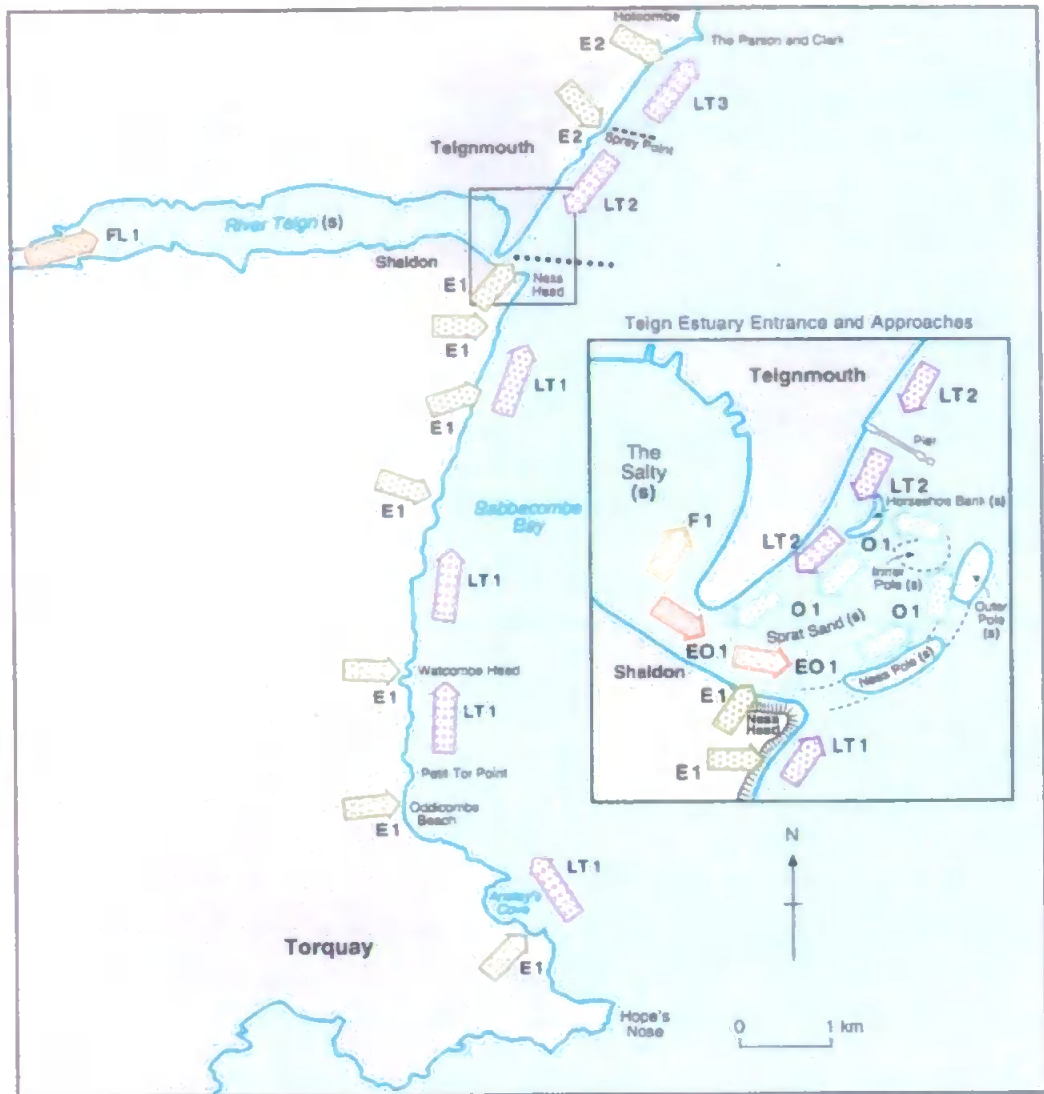 Holcombe
E2
The Parson and Clark
LT3
E2
Spray Point
Teignmouth
LT2
River Teign (s)
FL1
Shaldon
E1
Ness
Head
E1
LT1
E1
E1
Babbacombe
Bay
LT1
Watcombe Head
E1
LT1
Petit Tor Point
Oddicombe
Beach
E1
LT1
Anstey's
Cove
Torquay
E1
Hope's
Nose
Teign Estuary Entrance and Approaches
Teignmouth
LT2
Pier
The
Salty
(s)
LT2
Horseshoe Bank (s)
F1
LT2
O1
Inner
Pole (s)
O1
O1
Outer
Pole
(s)
Sprat Sand (s)
EO1
EO1
Ness Pole (s)
Shaldon
E1
Ness
Head
LT1
E1
N
0 1 km